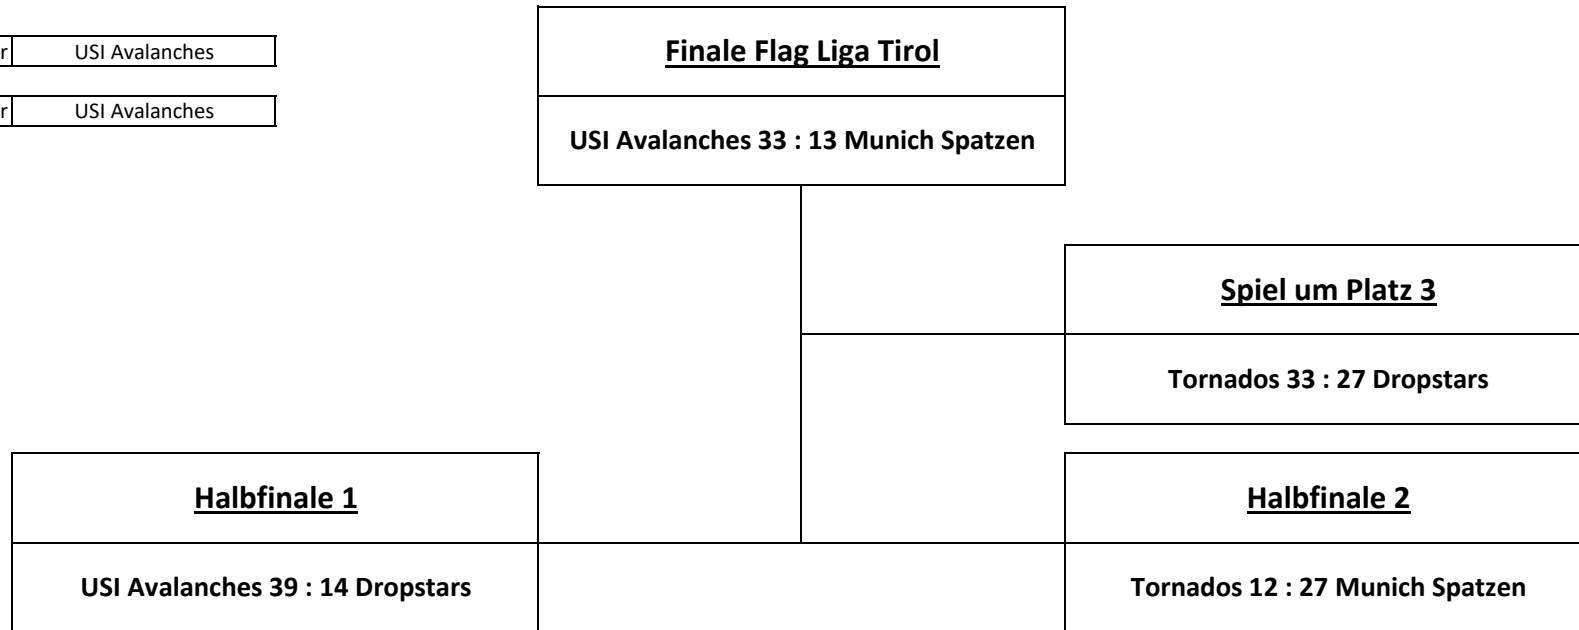 r USI Avalanches
r USI Avalanches
Finale Flag Liga Tirol
USI Avalanches 33 : 13 Munich Spatzen
Spiel um Platz 3
Tornados 33 : 27 Dropstars
Halbfinale 1
Halbfinale 2
USI Avalanches 39 : 14 Dropstars
Tornados 12 : 27 Munich Spatzen